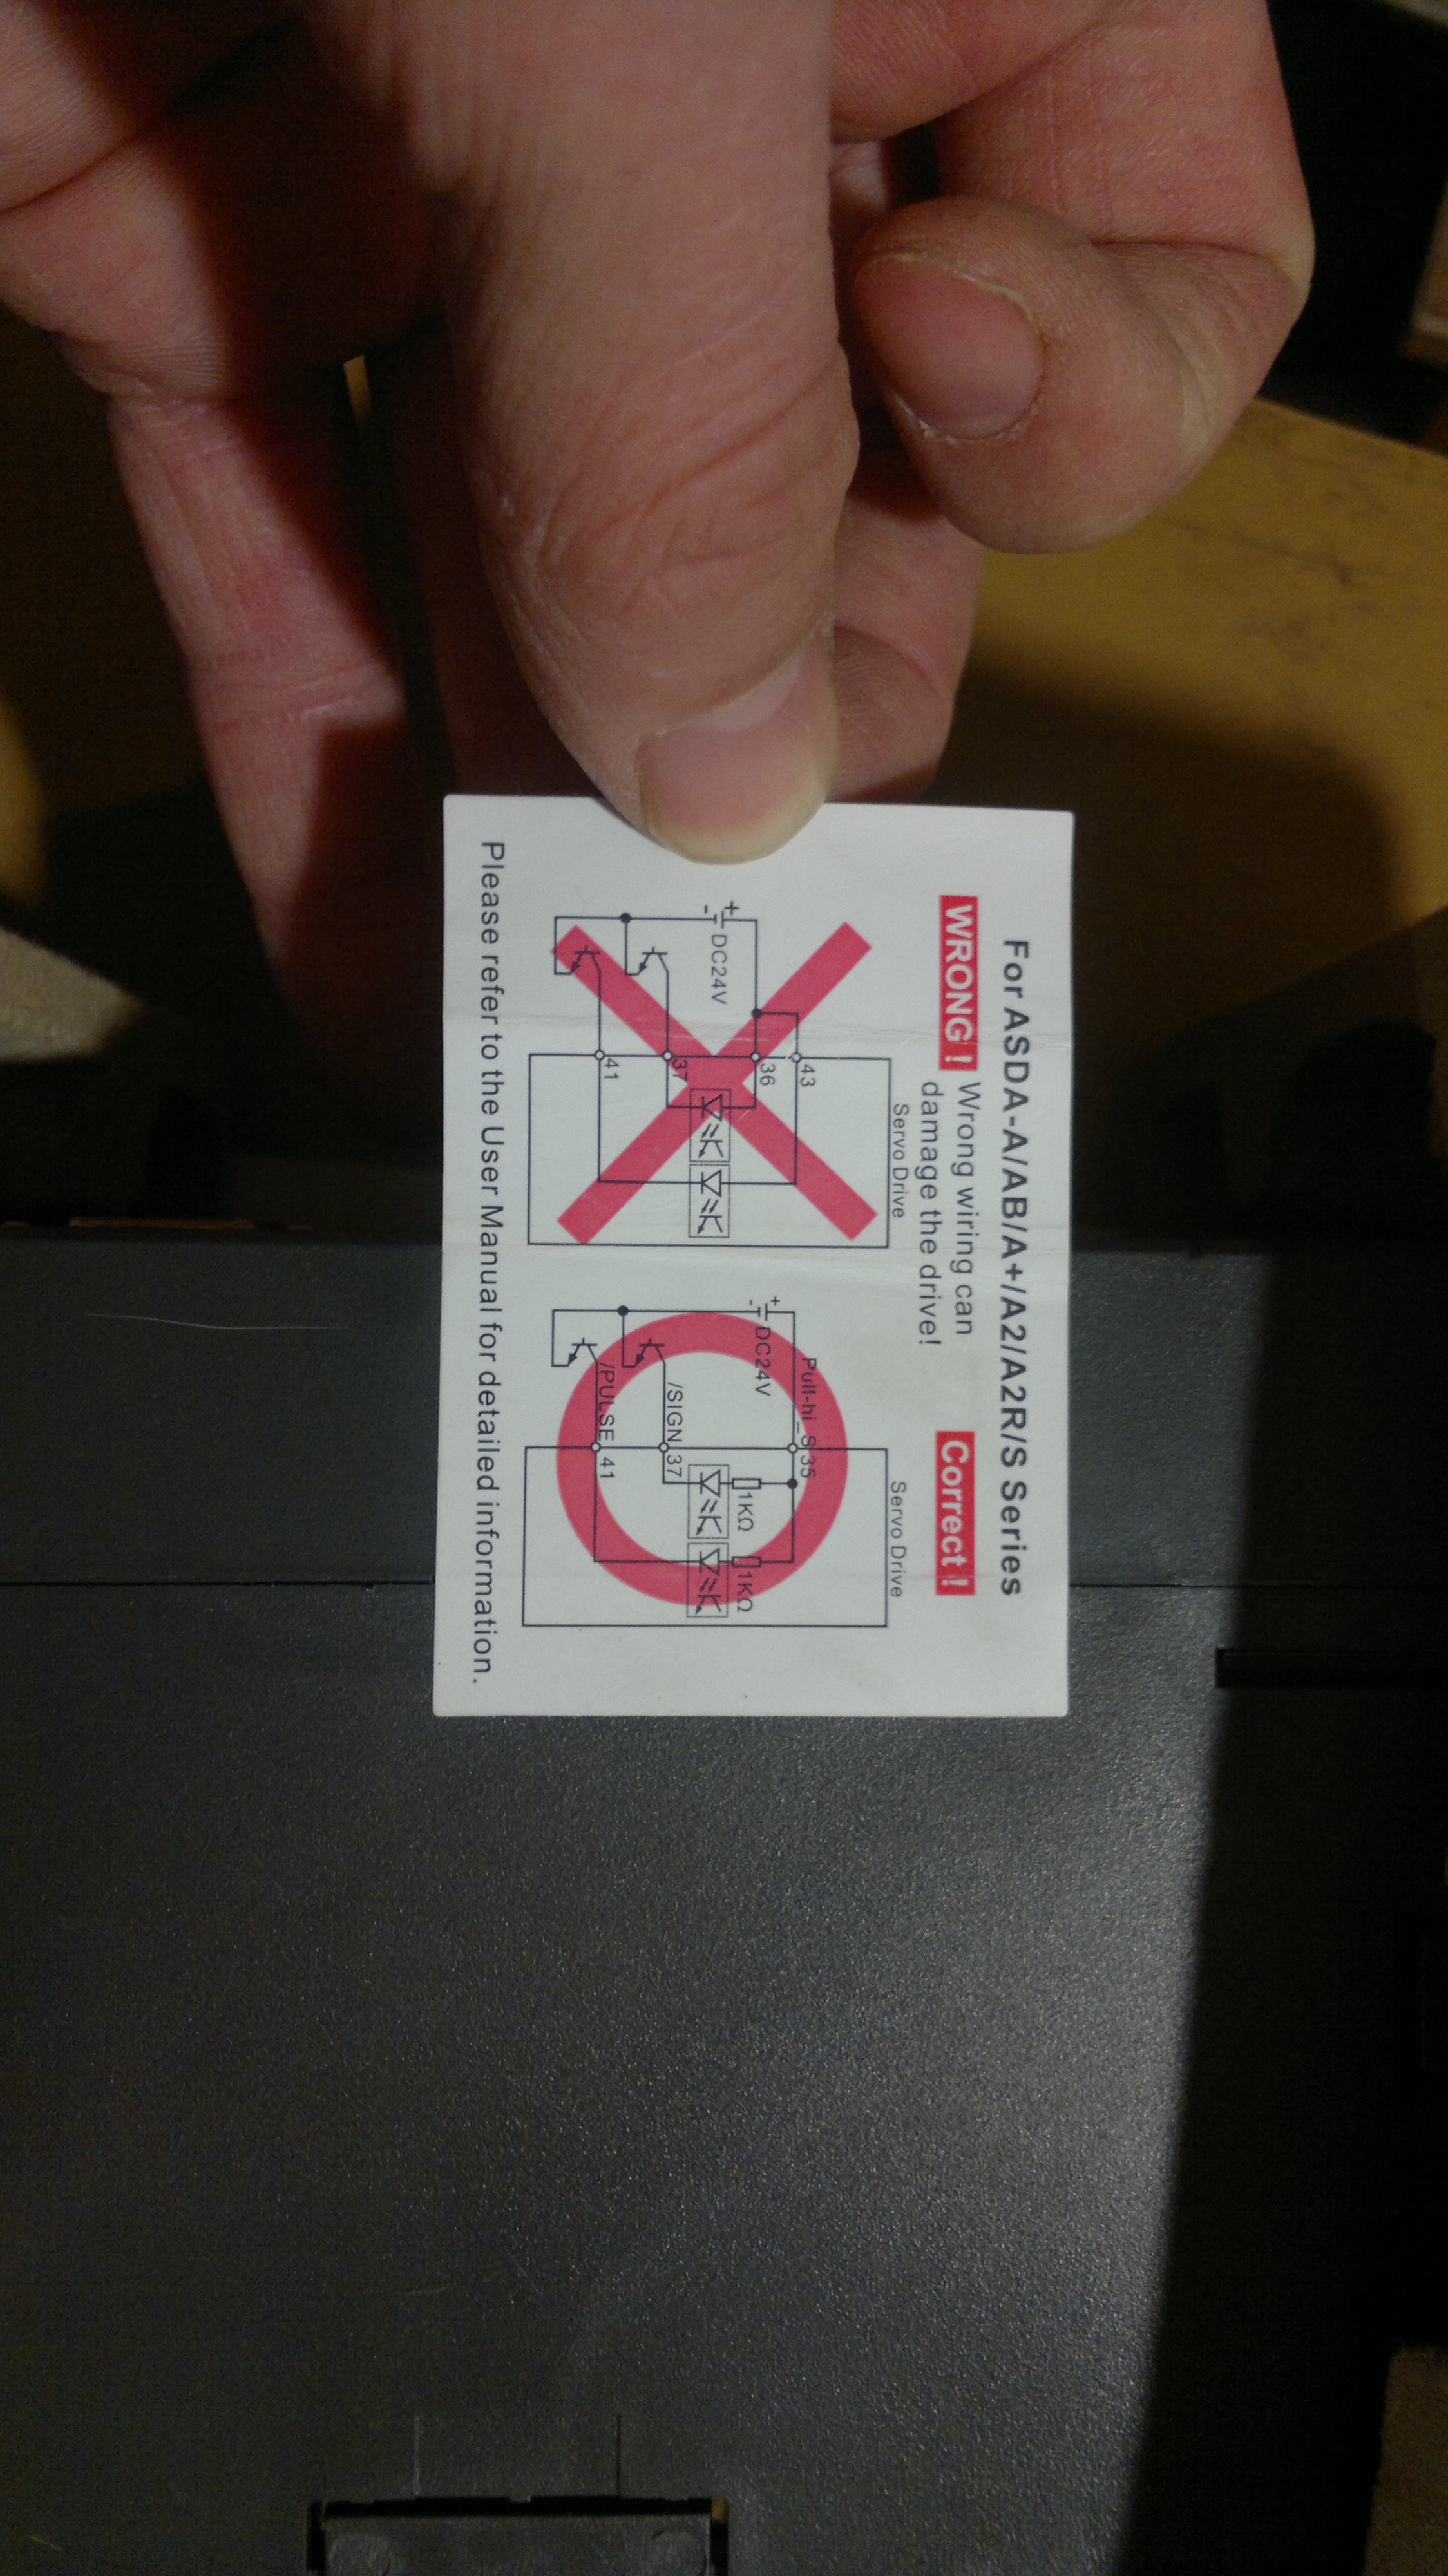 For ASDA-A/AB/A+/A2/A2R/S Series
WRONG ! Wrong wiring can
damage the drive!
Servo Drive
43
36
DC24V
37
41
Correct !
Servo Drive
Pull-hi_S 35
DC24V
1KΩ 1KΩ
/SIGN 37
/PULSE 41
Please refer to the User Manual for detailed information.